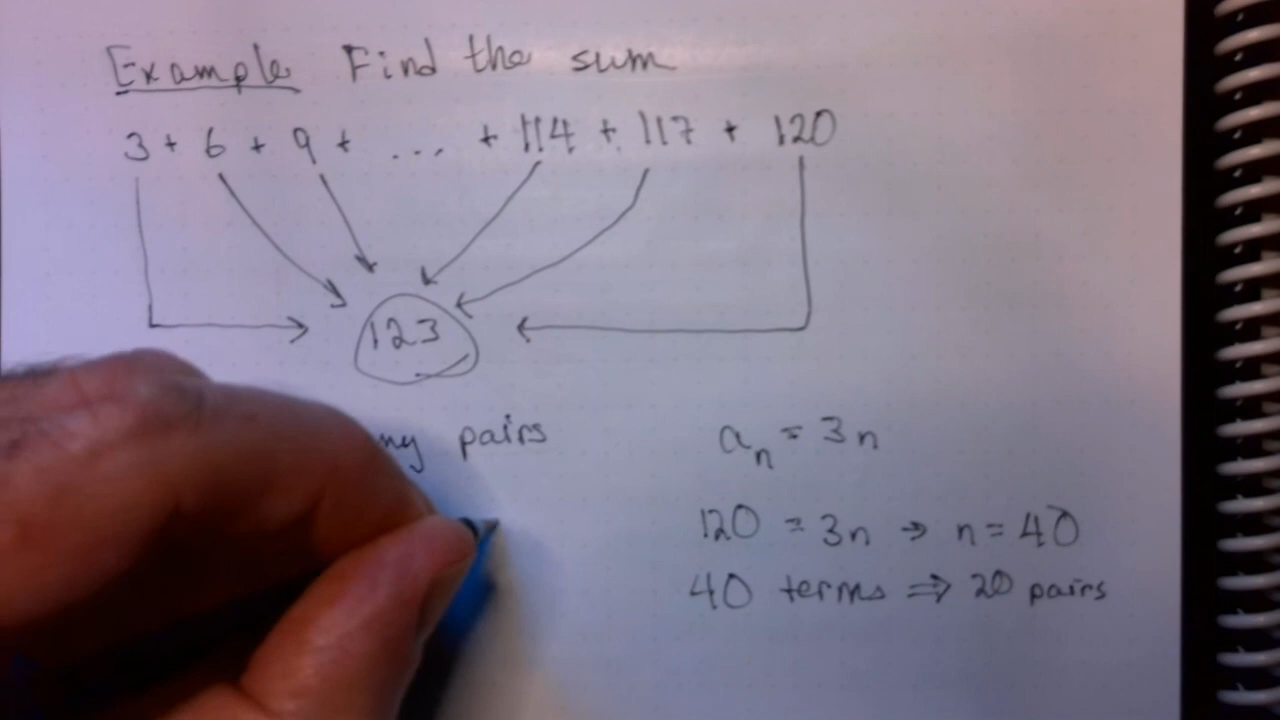 Example Find the sum
3 + 6 + 9 + ... + 114 + 117 + 120
123
pairs
aₙ = 3n
120 = 3n → n = 40
40 terms ⇒ 20 pairs